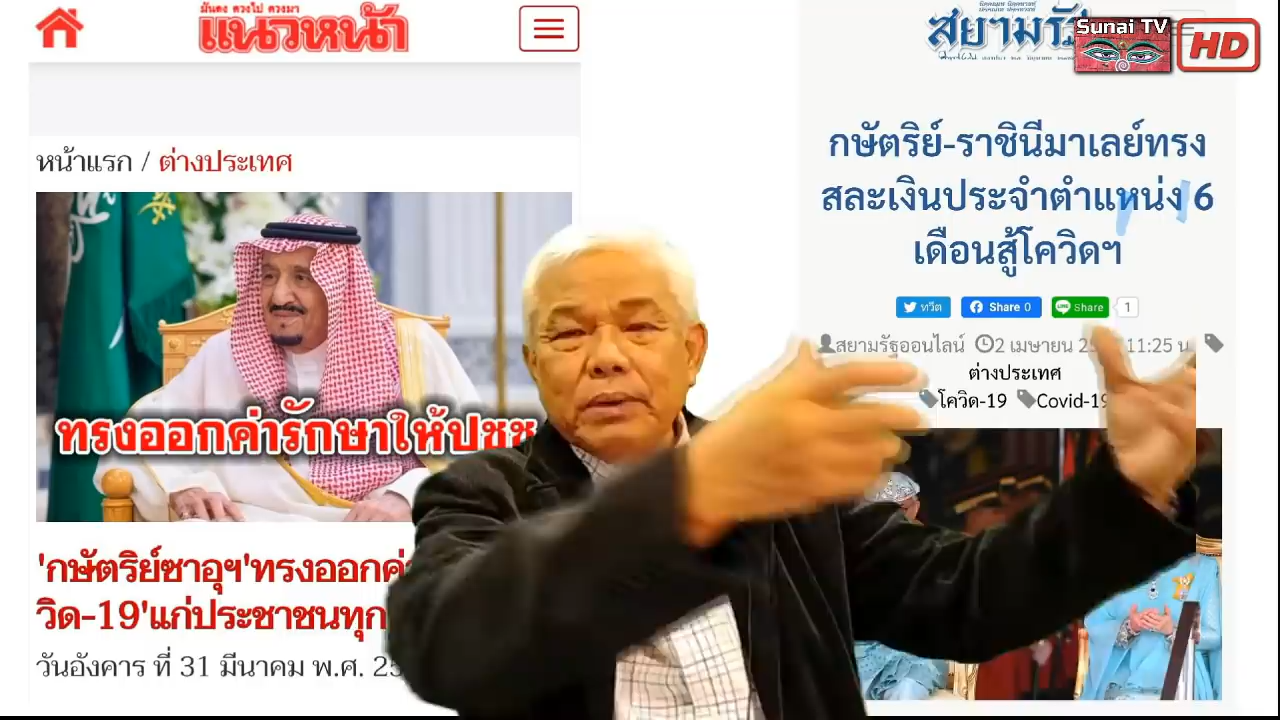 แนวหน้า
หน้าแรก / ต่างประเทศ
ทรงออกค่ารักษาให้ปชช
'กษัตริย์ซาอุฯ'ทรงออกค่
วิด-19'แก่ประชาชนทุก
วันอังคาร ที่ 31 มีนาคม พ.ศ. 25
สยามรั
Sunai TV
HD
กษัตริย์-ราชินีมาเลย์ทรง
สละเงินประจำตำแหน่ง 6
เดือนสู้โควิดฯ
ทวีต
Share 0
Share
1
สยามรัฐออนไลน์ 2 เมษายน 25 11:25 น
ต่างประเทศ
โควิด-19 Covid-19